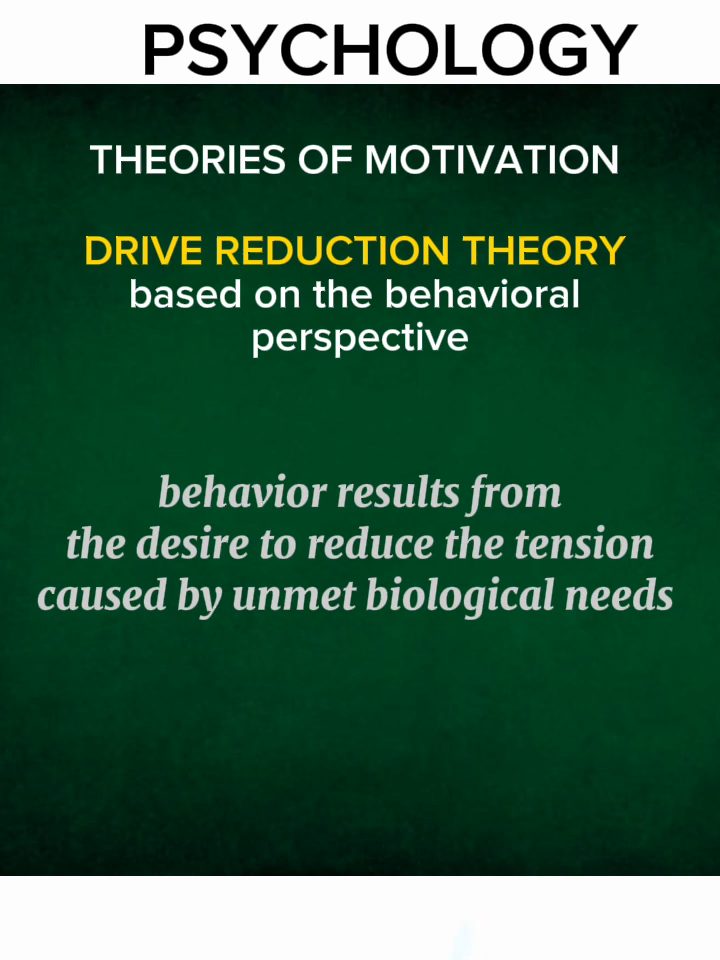 PSYCHOLOGY
THEORIES OF MOTIVATION
DRIVE REDUCTION THEORY
based on the behavioral
perspective
behavior results from
the desire to reduce the tension
caused by unmet biological needs